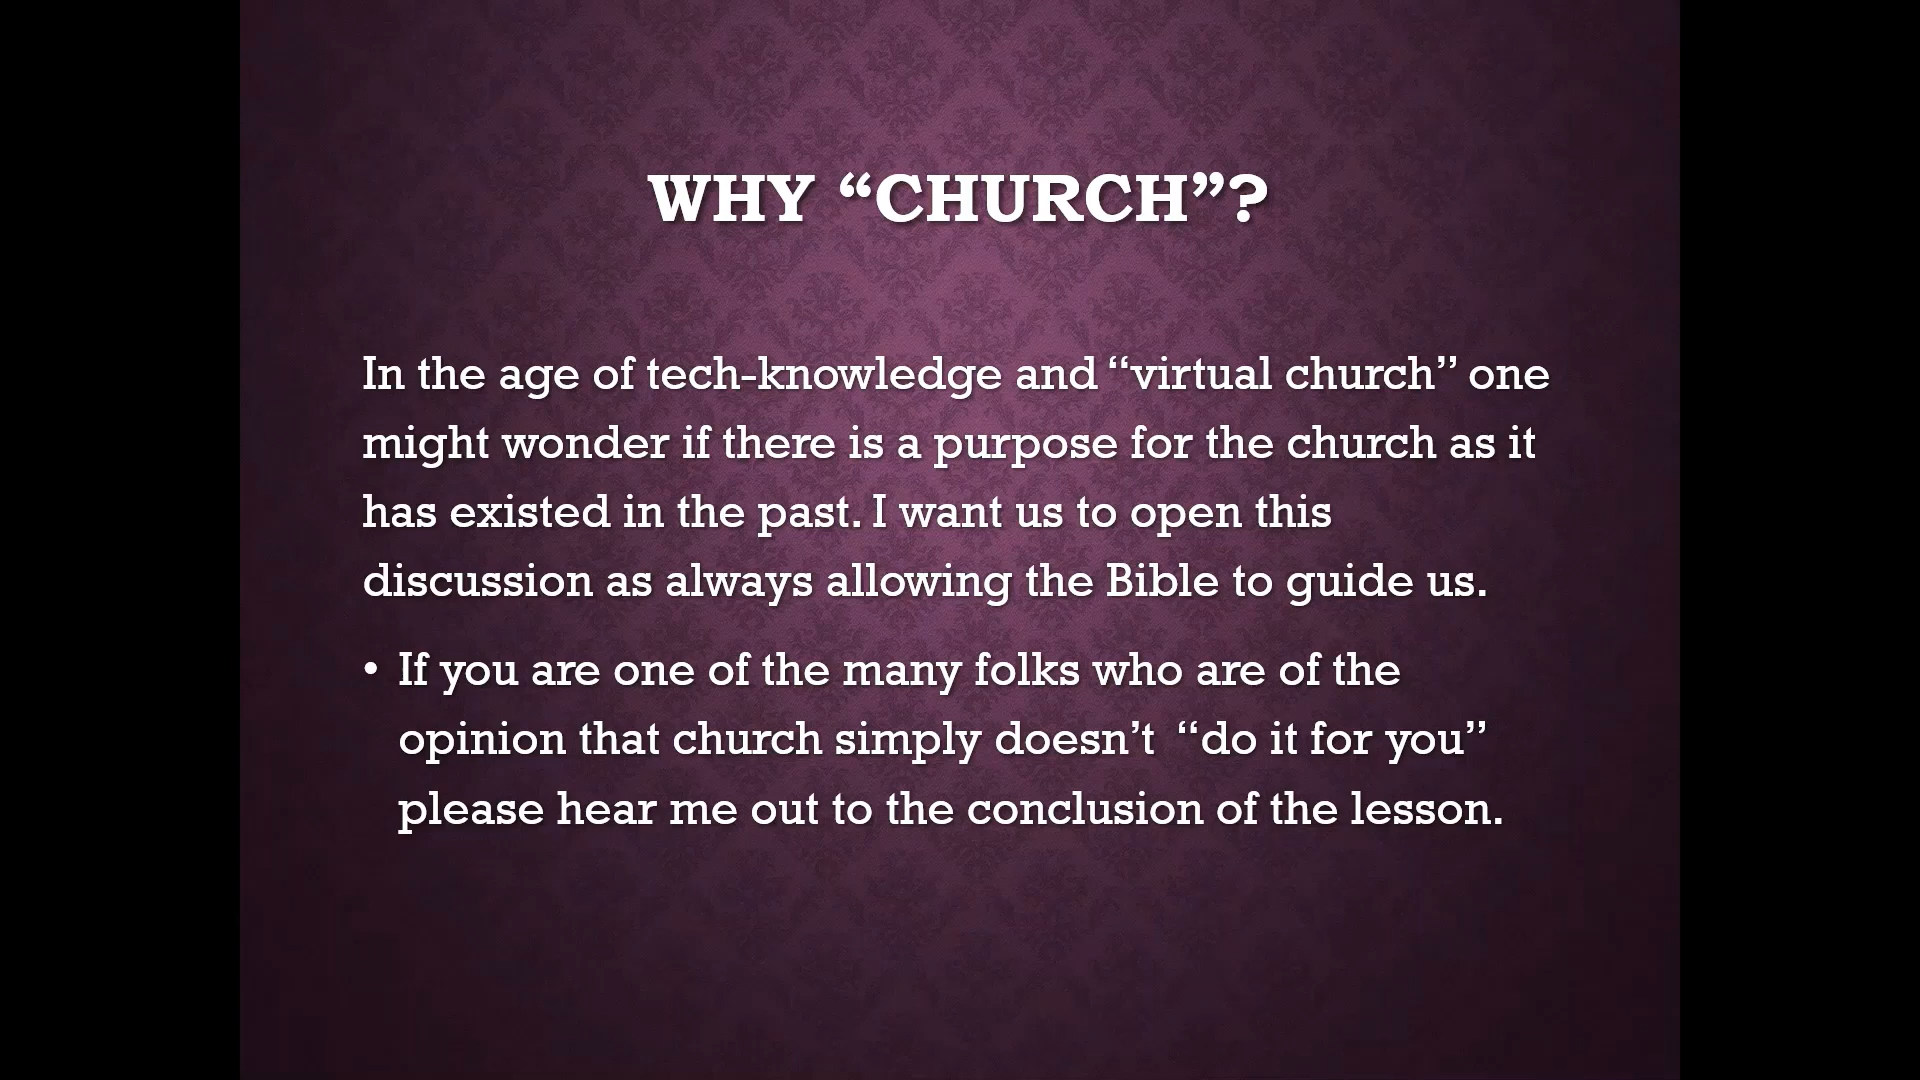 WHY “CHURCH”?
In the age of tech-knowledge and “virtual church” one
might wonder if there is a purpose for the church as it
has existed in the past. I want us to open this
discussion as always allowing the Bible to guide us.
• If you are one of the many folks who are of the
opinion that church simply doesn’t “do it for you”
please hear me out to the conclusion of the lesson.